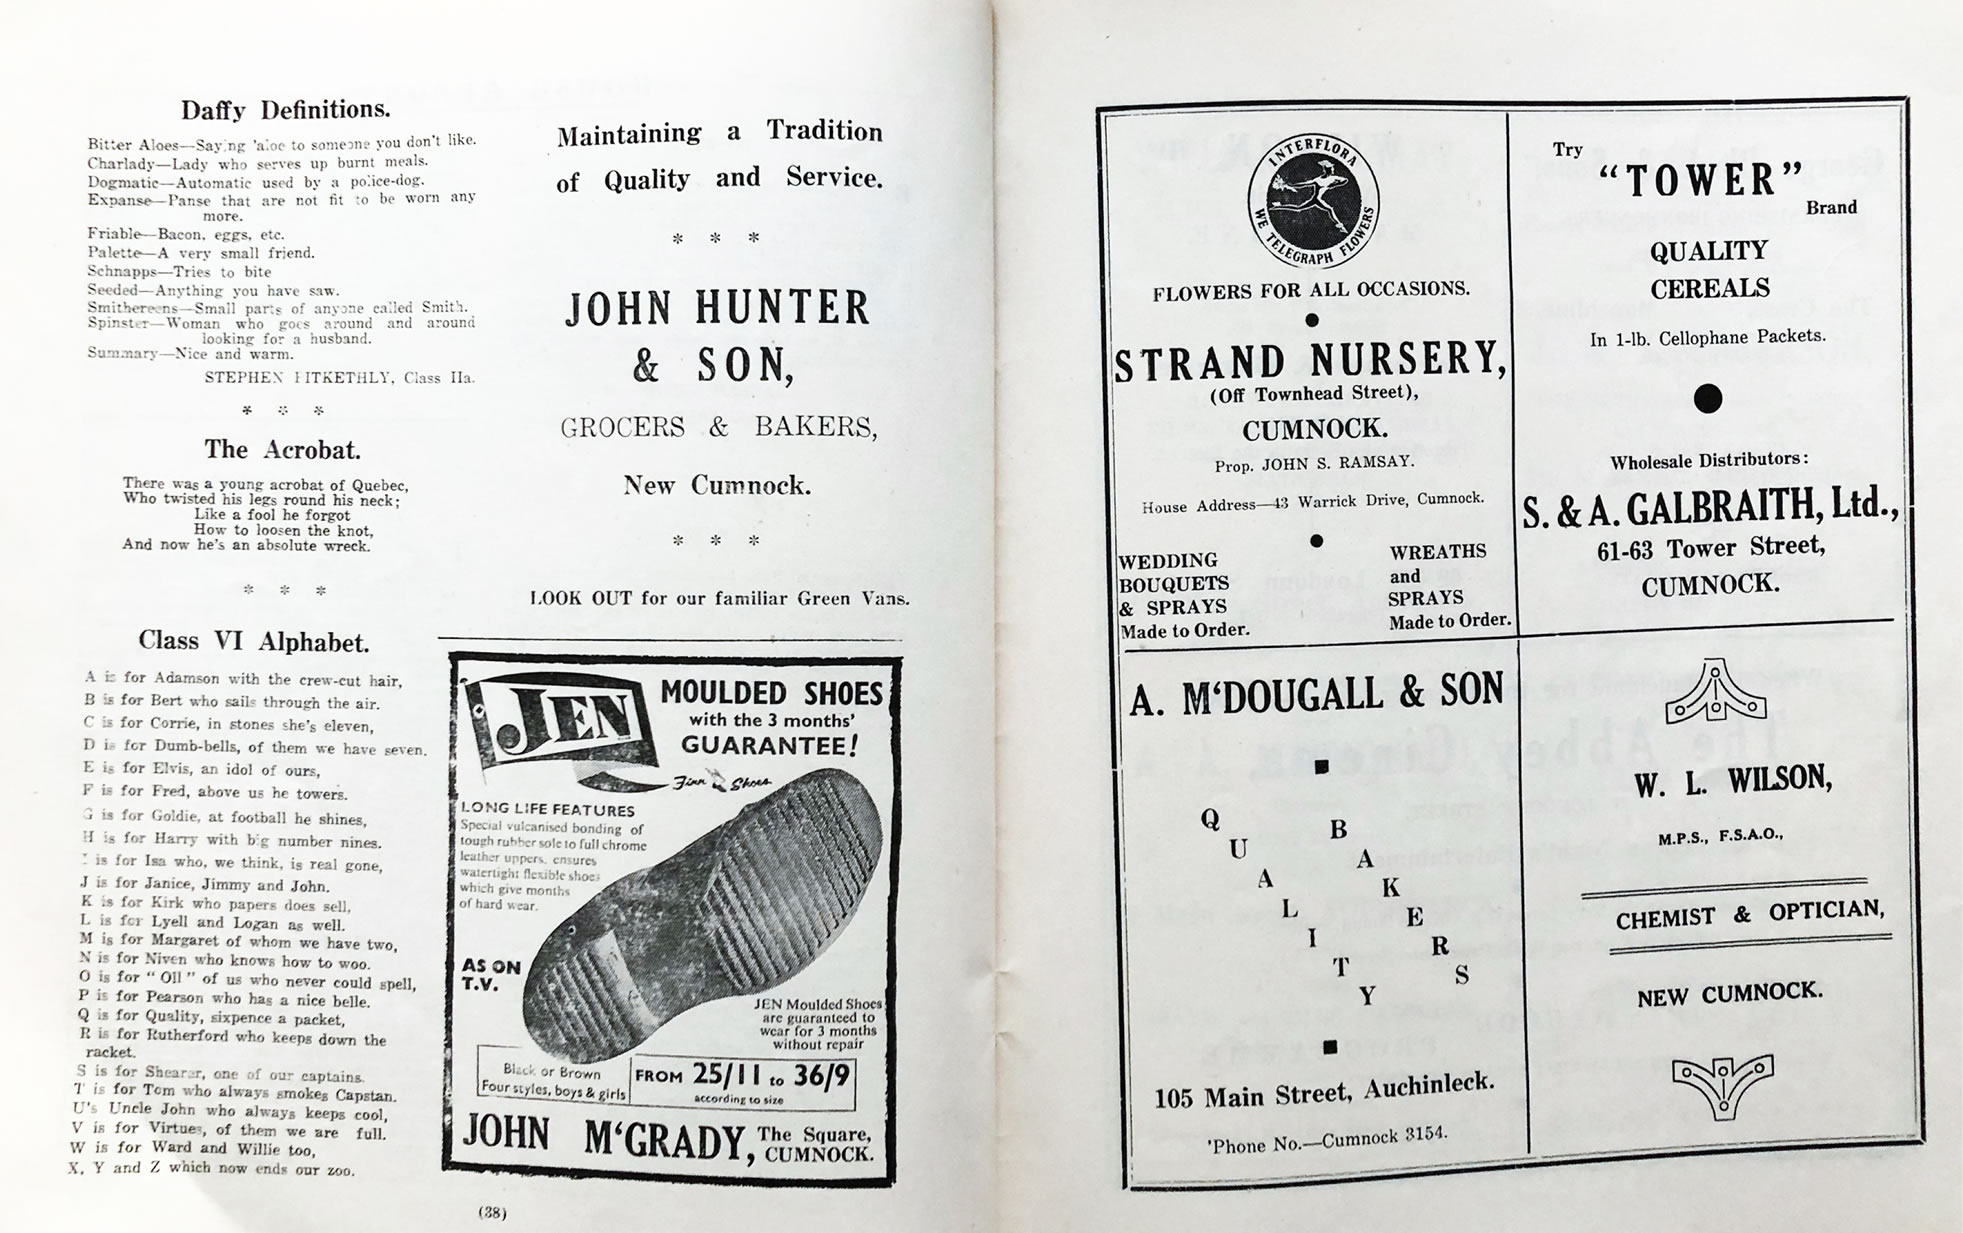 Daffy Definitions.
Bitter Aloes—Saying 'aloe to someone you don't like.
Charlady—Lady who serves up burnt meals.
Dogmatic—Automatic used by a police-dog.
Expanse—Panse that are not fit to be worn any
more.
Friable—Bacon, eggs, etc.
Palette—A very small friend.
Schnapps—Tries to bite
Seeded—Anything you have saw.
Smithereens—Small parts of anyone called Smith.
Spinster—Woman who goes around and around
looking for a husband.
Summary—Nice and warm.
STEPHEN PITKETHLY, Class IIa.
* * *
The Acrobat.
There was a young acrobat of Quebec,
Who twisted his legs round his neck;
Like a fool he forgot
How to loosen the knot,
And now he's an absolute wreck.
* * *
Class VI Alphabet.
A is for Adamson with the crew-cut hair,
B is for Bert who sails through the air.
C is for Corrie, in stones she's eleven,
D is for Dumb-bells, of them we have seven.
E is for Elvis, an idol of ours,
F is for Fred, above us he towers.
G is for Goldie, at football he shines,
H is for Harry with big number nines.
I is for Isa who, we think, is real gone,
J is for Janice, Jimmy and John.
K is for Kirk who papers does sell,
L is for Lyell and Logan as well.
M is for Margaret of whom we have two,
N is for Niven who knows how to woo.
O is for " Oll " of us who never could spell,
P is for Pearson who has a nice belle.
Q is for Quality, sixpence a packet,
R is for Rutherford who keeps down the
racket.
S is for Shearer, one of our captains.
T is for Tom who always smokes Capstan.
U's Uncle John who always keeps cool,
V is for Virtues, of them we are full.
W is for Ward and Willie too,
X, Y and Z which now ends our zoo.
Maintaining a Tradition
of Quality and Service.
* * *
JOHN HUNTER
& SON,
GROCERS & BAKERS,
New Cumnock.
* * *
LOOK OUT for our familiar Green Vans.
JEN
MOULDED SHOES
with the 3 months'
GUARANTEE!
Finn Shoes
LONG LIFE FEATURES
Special vulcanised bonding of
tough rubber sole to full chrome
leather uppers, ensures
watertight flexible shoes
which give months
of hard wear.
AS ON
T.V.
JEN Moulded Shoes
are guaranteed to
wear for 3 months
without repair
Black or Brown
Four styles, boys & girls
FROM 25/11 to 36/9
according to size
JOHN M'GRADY, The Square,
CUMNOCK.
(38)
INTERFLORA
WE TELEGRAPH FLOWERS
FLOWERS FOR ALL OCCASIONS.
STRAND NURSERY,
(Off Townhead Street),
CUMNOCK.
Prop. JOHN S. RAMSAY.
House Address—43 Warrick Drive, Cumnock.
WEDDING
BOUQUETS
& SPRAYS
Made to Order.
WREATHS
and
SPRAYS
Made to Order.
Try
"TOWER"
Brand
QUALITY
CEREALS
In 1-lb. Cellophane Packets.
Wholesale Distributors:
S. & A. GALBRAITH, Ltd.,
61-63 Tower Street,
CUMNOCK.
A. M'DOUGALL & SON
QUALITY
BAKERS
105 Main Street, Auchinleck.
'Phone No.—Cumnock 3154.
W. L. WILSON,
M.P.S., F.S.A.O.,
CHEMIST & OPTICIAN,
NEW CUMNOCK.